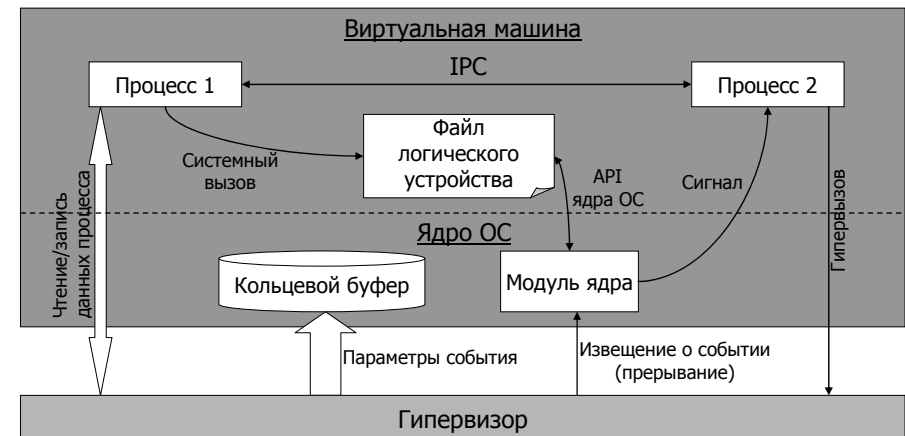 Виртуальная машина
IPC
Процесс 1
Процесс 2
Файл
логического
устройства
Системный
вызов
API
ядра ОС
Сигнал
Гипервызов
Чтение/запись
данных процесса
Ядро ОС
Кольцевой буфер
Модуль ядра
Параметры события
Извещение о событии
(прерывание)
Гипервизор